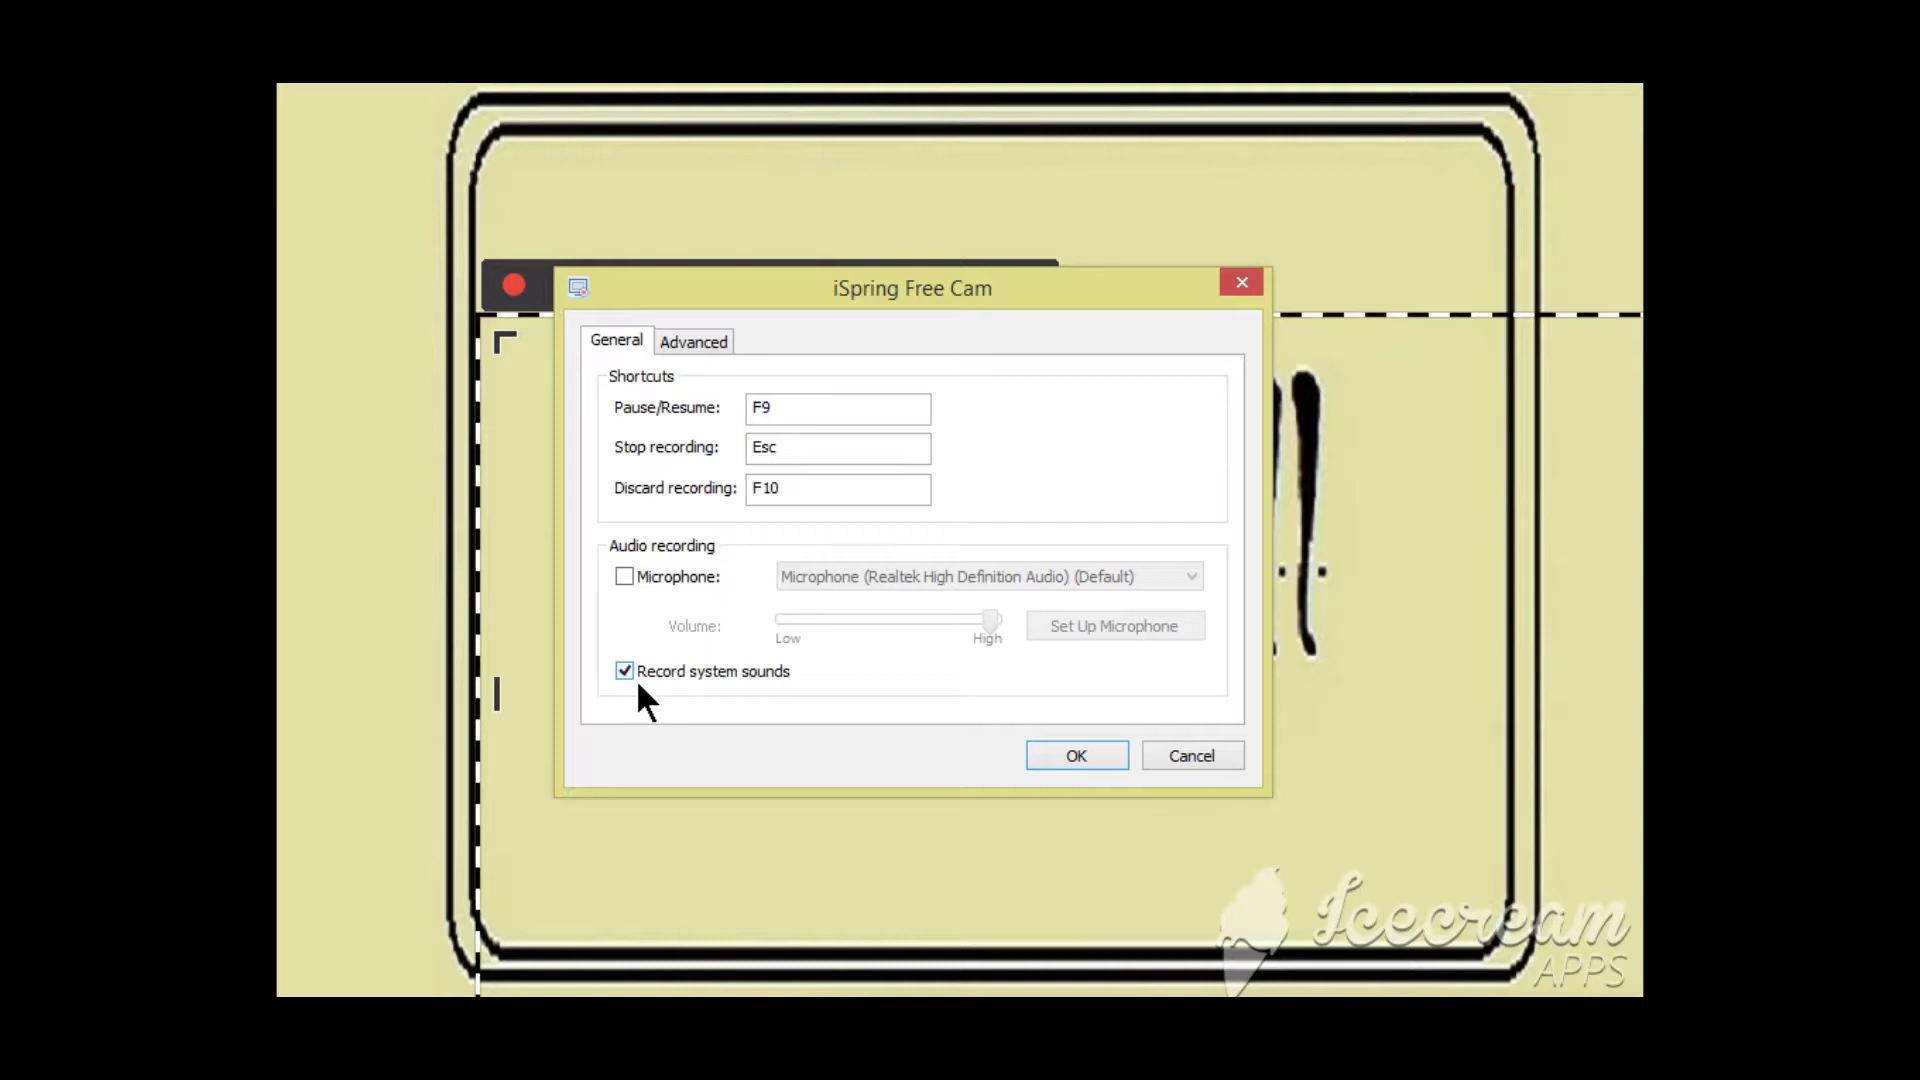 iSpring Free Cam
General Advanced
Shortcuts
Pause/Resume: F9
Stop recording: Esc
Discard recording: F10
Audio recording
Microphone: Microphone (Realtek High Definition Audio) (Default)
Volume: Low High Set Up Microphone
Record system sounds
OK Cancel
Icecream
APPS